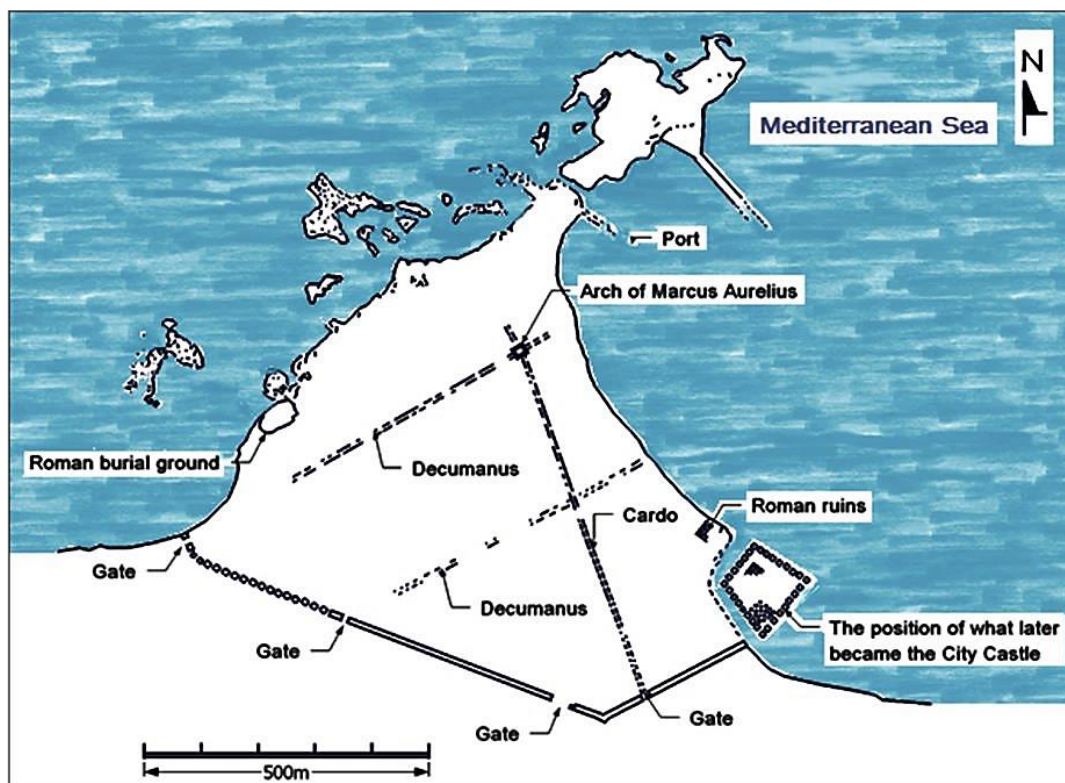 N
Mediterranean Sea
Port
Arch of Marcus Aurelius
Roman burial ground
Decumanus
Roman ruins
Cardo
Gate
Decumanus
The position of what later
became the City Castle
Gate
Gate
Gate
500m